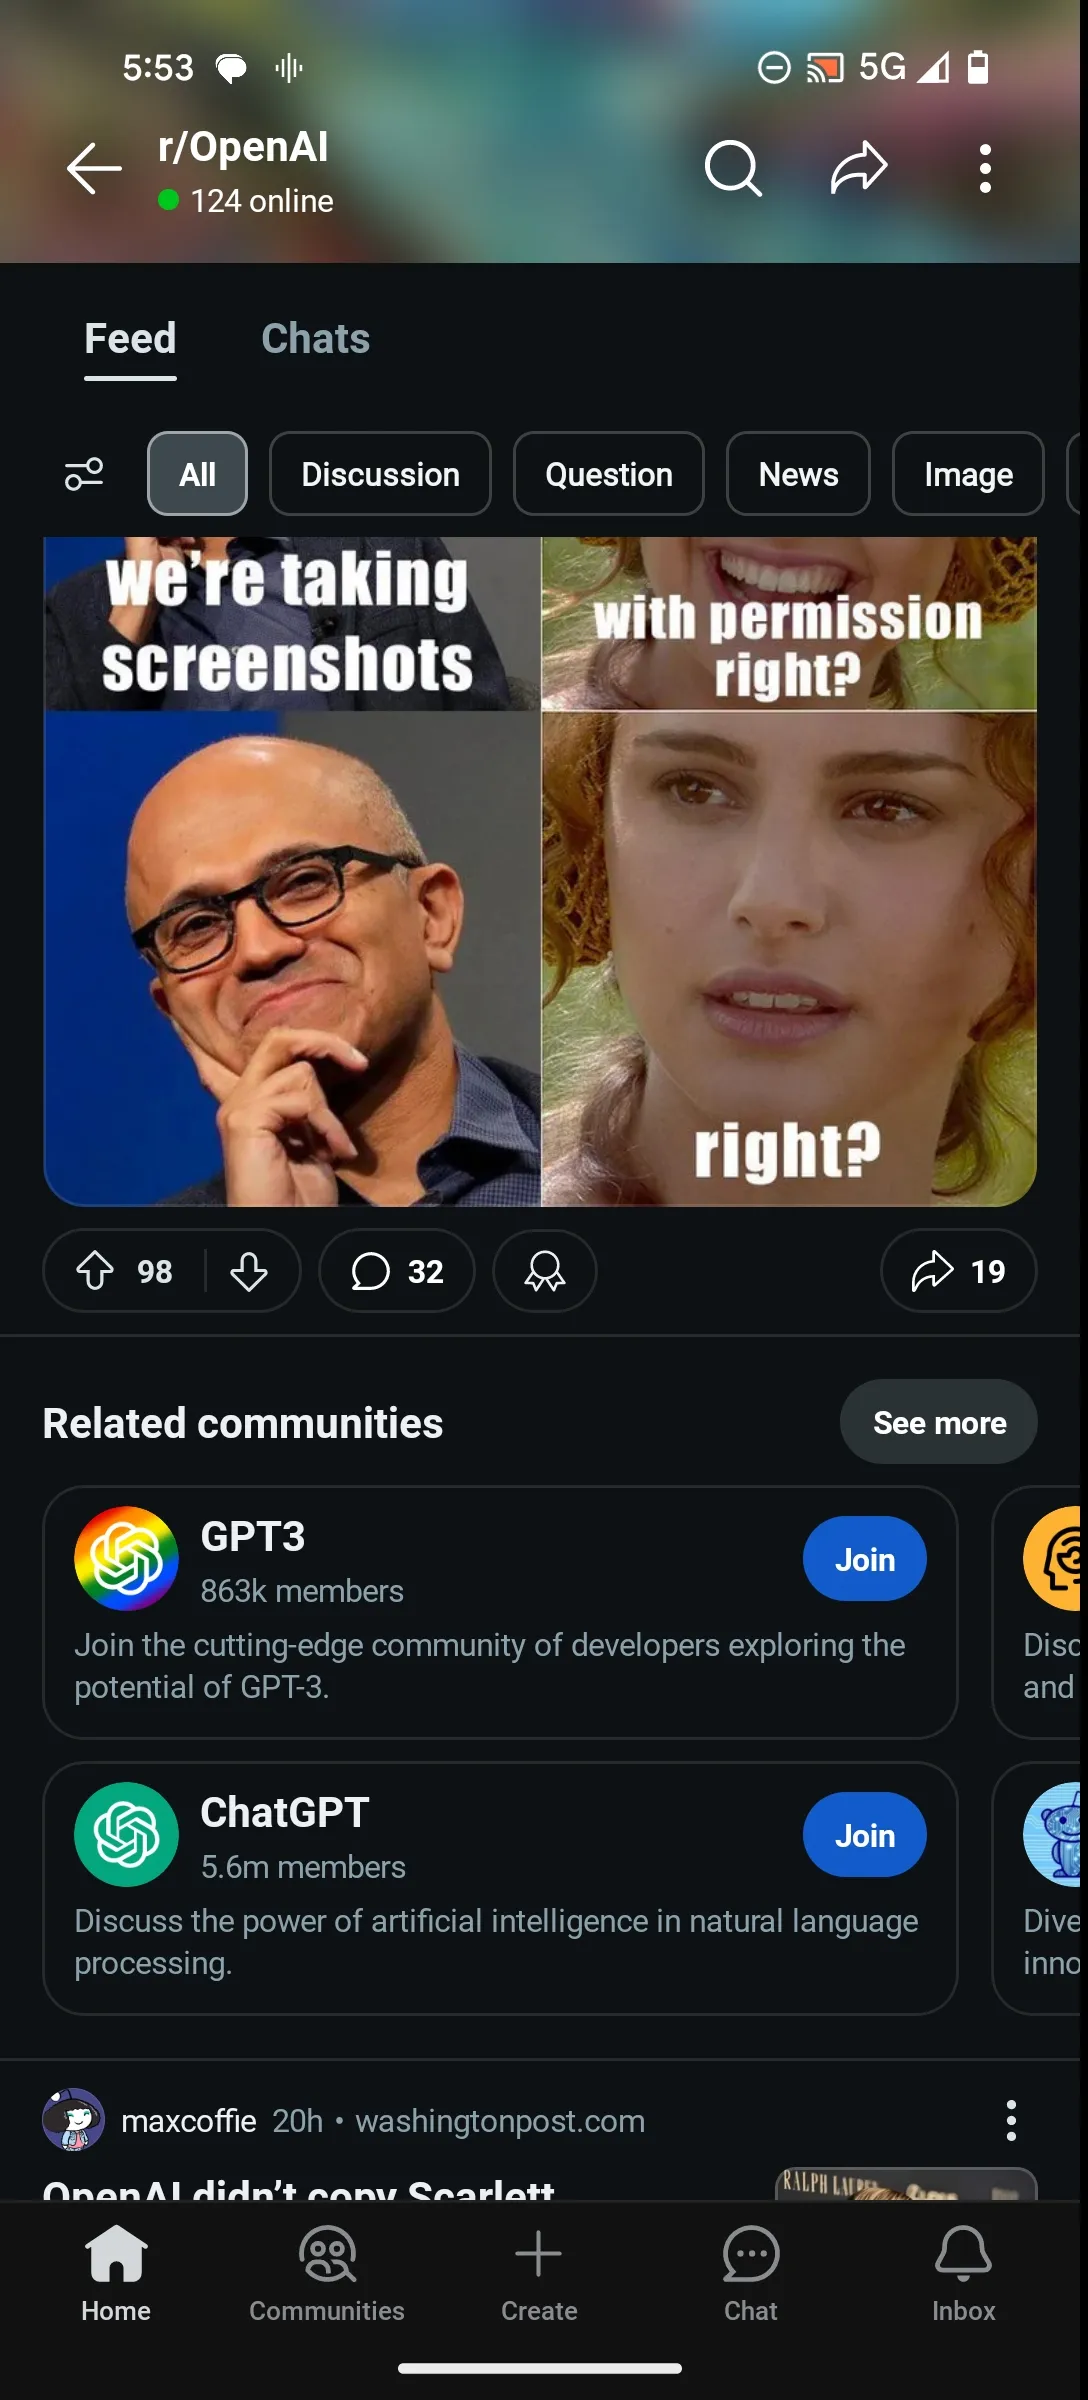 5:53
5G
r/OpenAI
124 online
Feed
Chats
All
Discussion
Question
News
Image
we're taking
screenshots
with permission
right?
right?
98
32
19
Related communities
See more
GPT3
863k members
Join
Join the cutting-edge community of developers exploring the
potential of GPT-3.
Disc
and
ChatGPT
5.6m members
Join
Discuss the power of artificial intelligence in natural language
processing.
Dive
inno
maxcoffie 20h • washingtonpost.com
OpenAI didn't copy Scarlett
RALPH LAUREN
Home
Communities
Create
Chat
Inbox